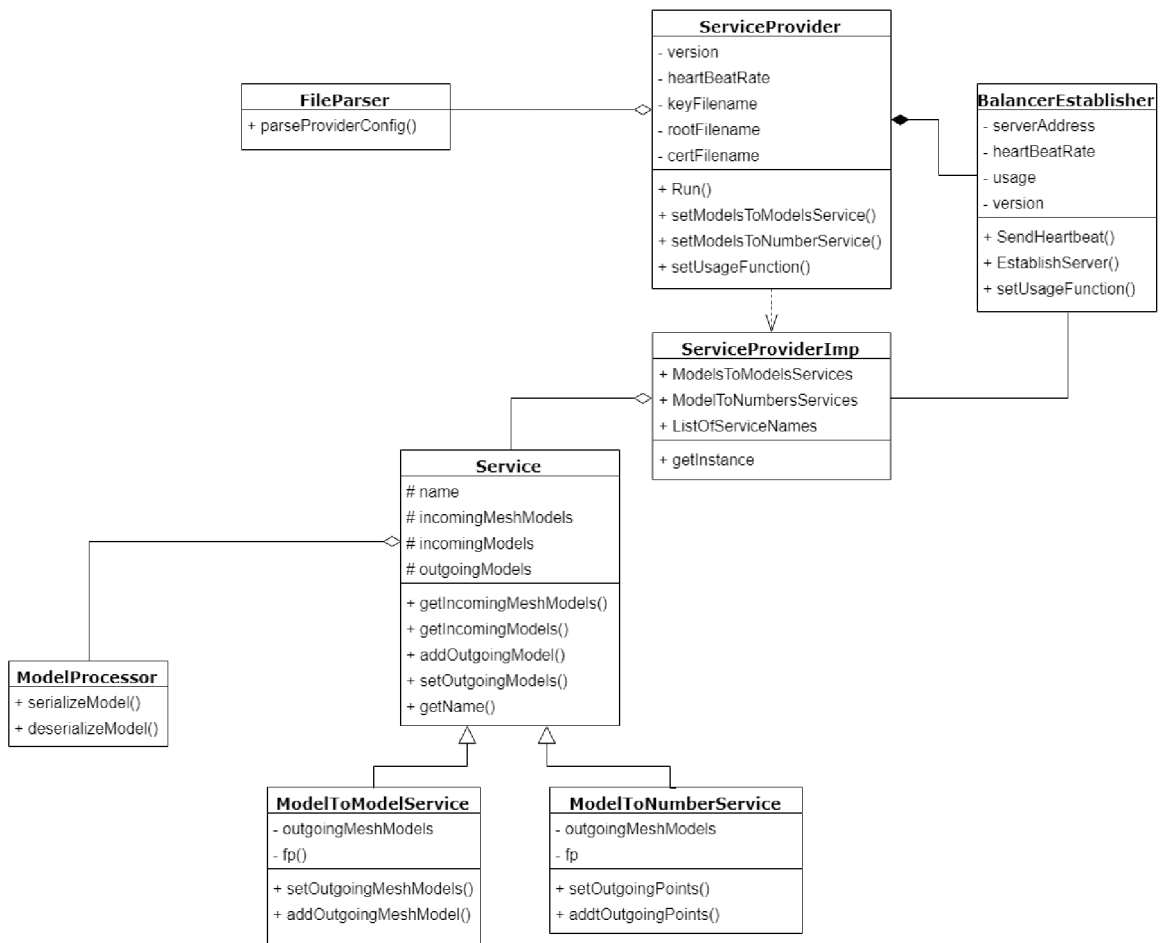 ServiceProvider
- version
- heartBeatRate
- keyFilename
- rootFilename
- certFilename
+ Run()
+ setModelsToModelsService()
+ setModelsToNumberService()
+ setUsageFunction()
FileParser
+ parseProviderConfig()
BalancerEstablisher
- serverAddress
- heartBeatRate
- usage
- version
+ SendHeartbeat()
+ EstablishServer()
+ setUsageFunction()
ServiceProviderImp
+ ModelsToModelsServices
+ ModelToNumbersServices
+ ListOfServiceNames
+ getInstance
Service
# name
# incomingMeshModels
# incomingModels
# outgoingModels
+ getIncomingMeshModels()
+ getIncomingModels()
+ addOutgoingModel()
+ setOutgoingModels()
+ getName()
ModelProcessor
+ serializeModel()
+ deserializeModel()
ModelToModelService
- outgoingMeshModels
- fp()
+ setOutgoingMeshModels()
+ addOutgoingMeshModel()
ModelToNumberService
- outgoingMeshModels
- fp
+ setOutgoingPoints()
+ addtOutgoingPoints()